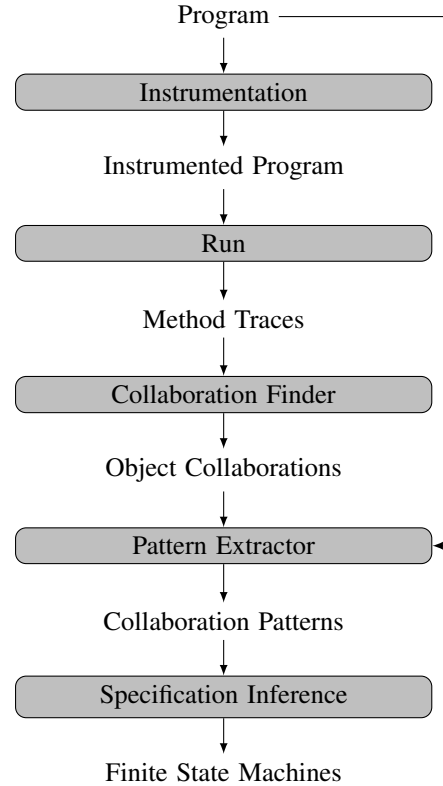 Program
Instrumentation
Instrumented Program
Run
Method Traces
Collaboration Finder
Object Collaborations
Pattern Extractor
Collaboration Patterns
Specification Inference
Finite State Machines